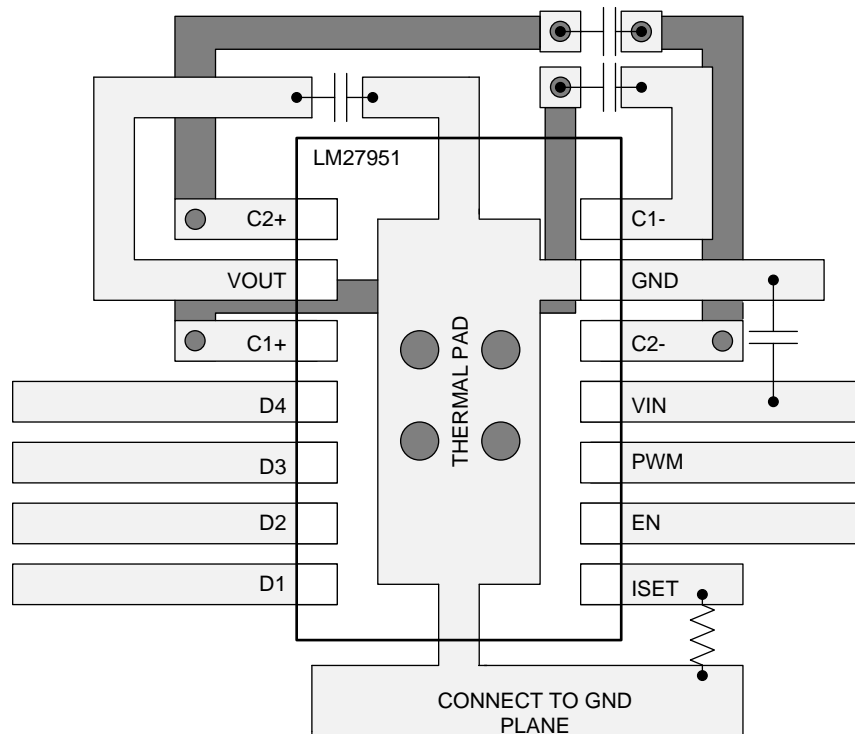 LM27951
C2+
C1-
VOUT
GND
C1+
C2-
THERMAL PAD
D4
VIN
D3
PWM
D2
EN
D1
ISET
CONNECT TO GND
PLANE